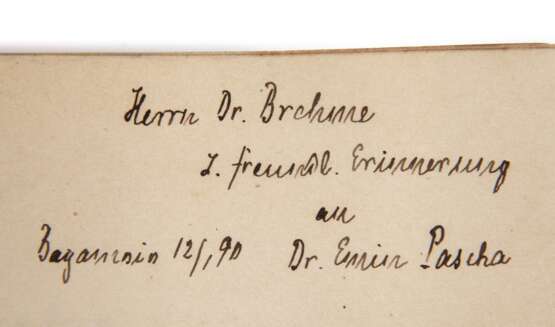 Herrn Dr. Brehme
z. freundl. Erinnerung
an
Bagamoio 12/1 90 Dr. Emin Pascha